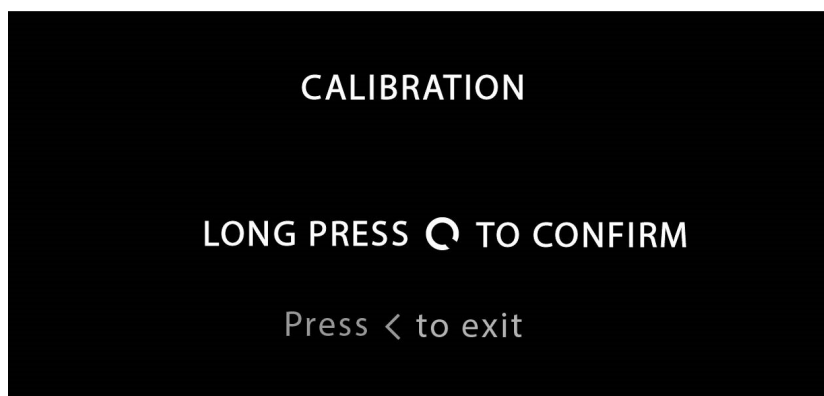 CALIBRATION
LONG PRESS TO CONFIRM
Press < to exit